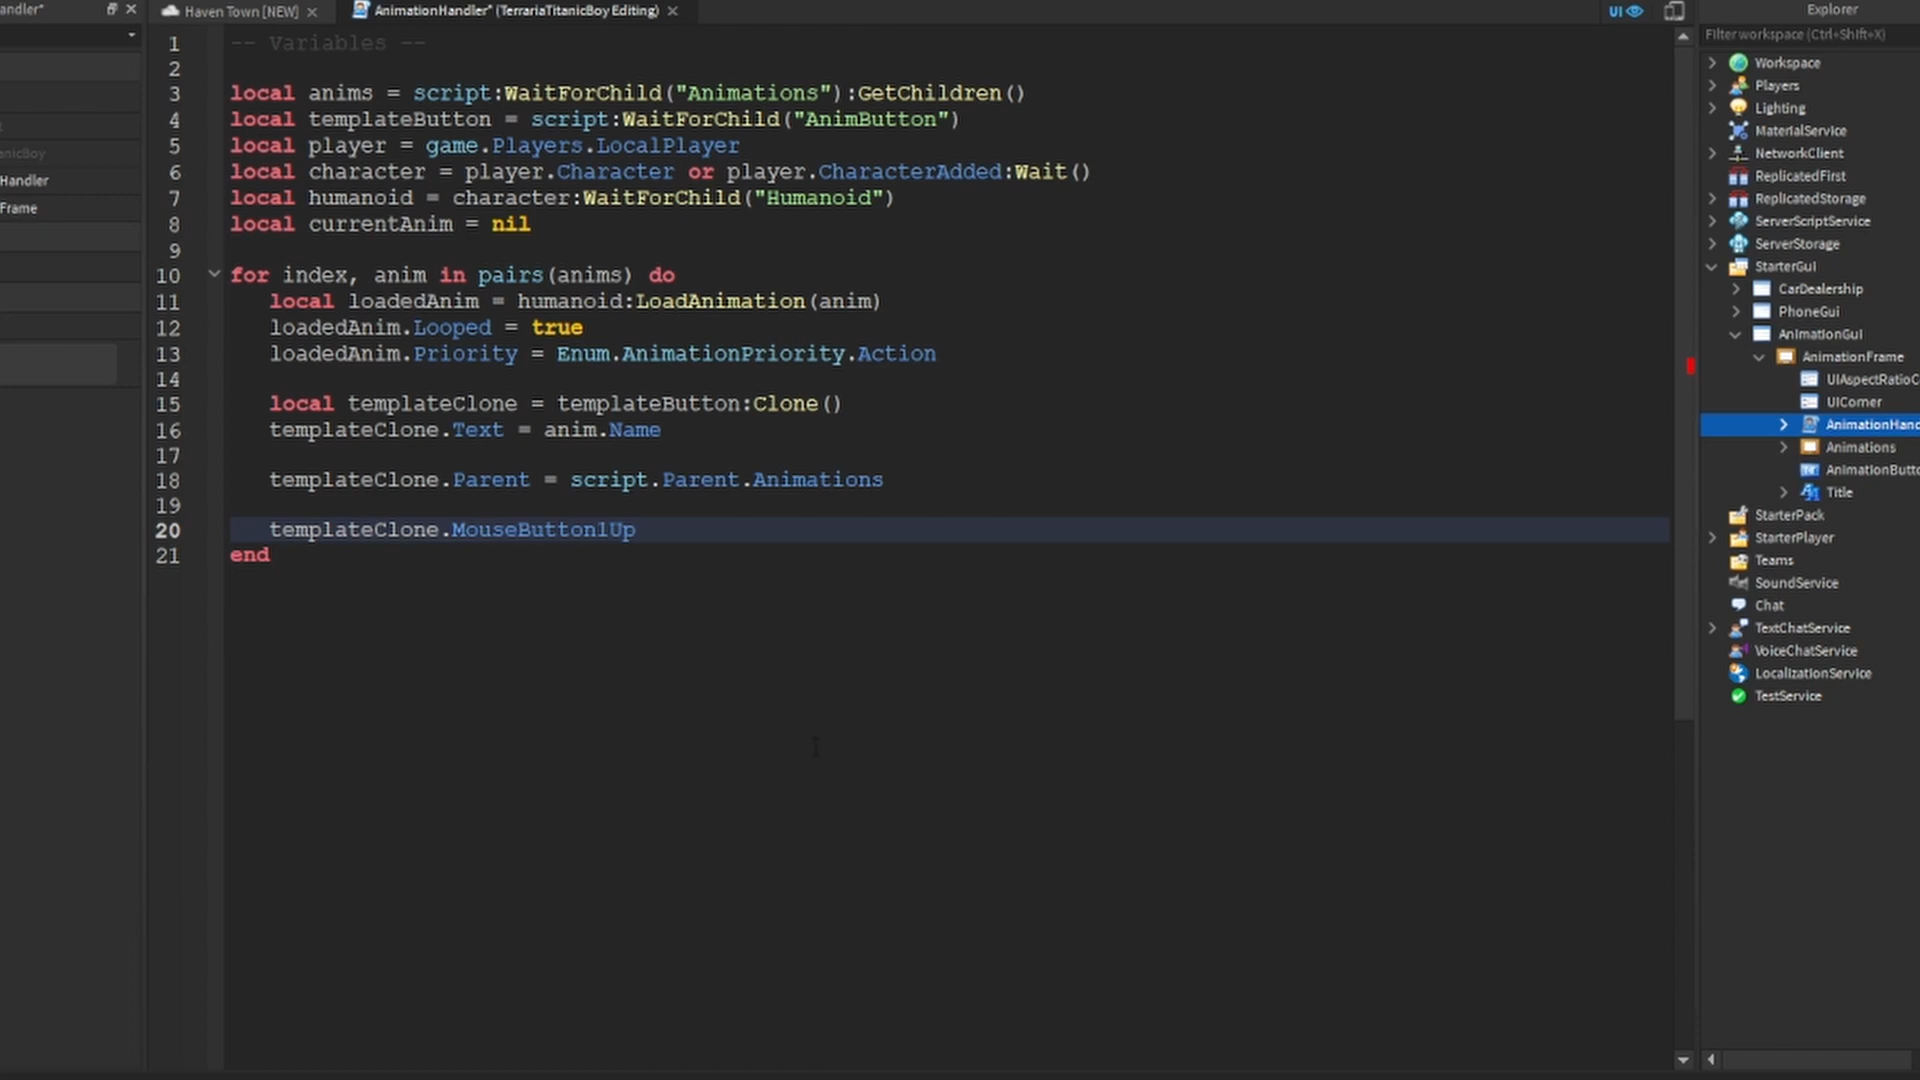 andler*
Haven Town [NEW]
AnimationHandler* (TerrariaTitanicBoy Editing)
UI
Explorer
Filter workspace (Ctrl+Shift+X)
anicBoy
Handler
Frame
1 -- Variables --
2
3 local anims = script:WaitForChild("Animations"):GetChildren()
4 local templateButton = script:WaitForChild("AnimButton")
5 local player = game.Players.LocalPlayer
6 local character = player.Character or player.CharacterAdded:Wait()
7 local humanoid = character:WaitForChild("Humanoid")
8 local currentAnim = nil
9
10 for index, anim in pairs(anims) do
11 local loadedAnim = humanoid:LoadAnimation(anim)
12 loadedAnim.Looped = true
13 loadedAnim.Priority = Enum.AnimationPriority.Action
14
15 local templateClone = templateButton:Clone()
16 templateClone.Text = anim.Name
17
18 templateClone.Parent = script.Parent.Animations
19
20 templateClone.MouseButton1Up
21 end
Workspace
Players
Lighting
MaterialService
NetworkClient
ReplicatedFirst
ReplicatedStorage
ServerScriptService
ServerStorage
StarterGui
CarDealership
PhoneGui
AnimationGui
AnimationFrame
UIAspectRatioC
UICorner
AnimationHand
Animations
AnimationButto
Title
StarterPack
StarterPlayer
Teams
SoundService
Chat
TextChatService
VoiceChatService
LocalizationService
TestService